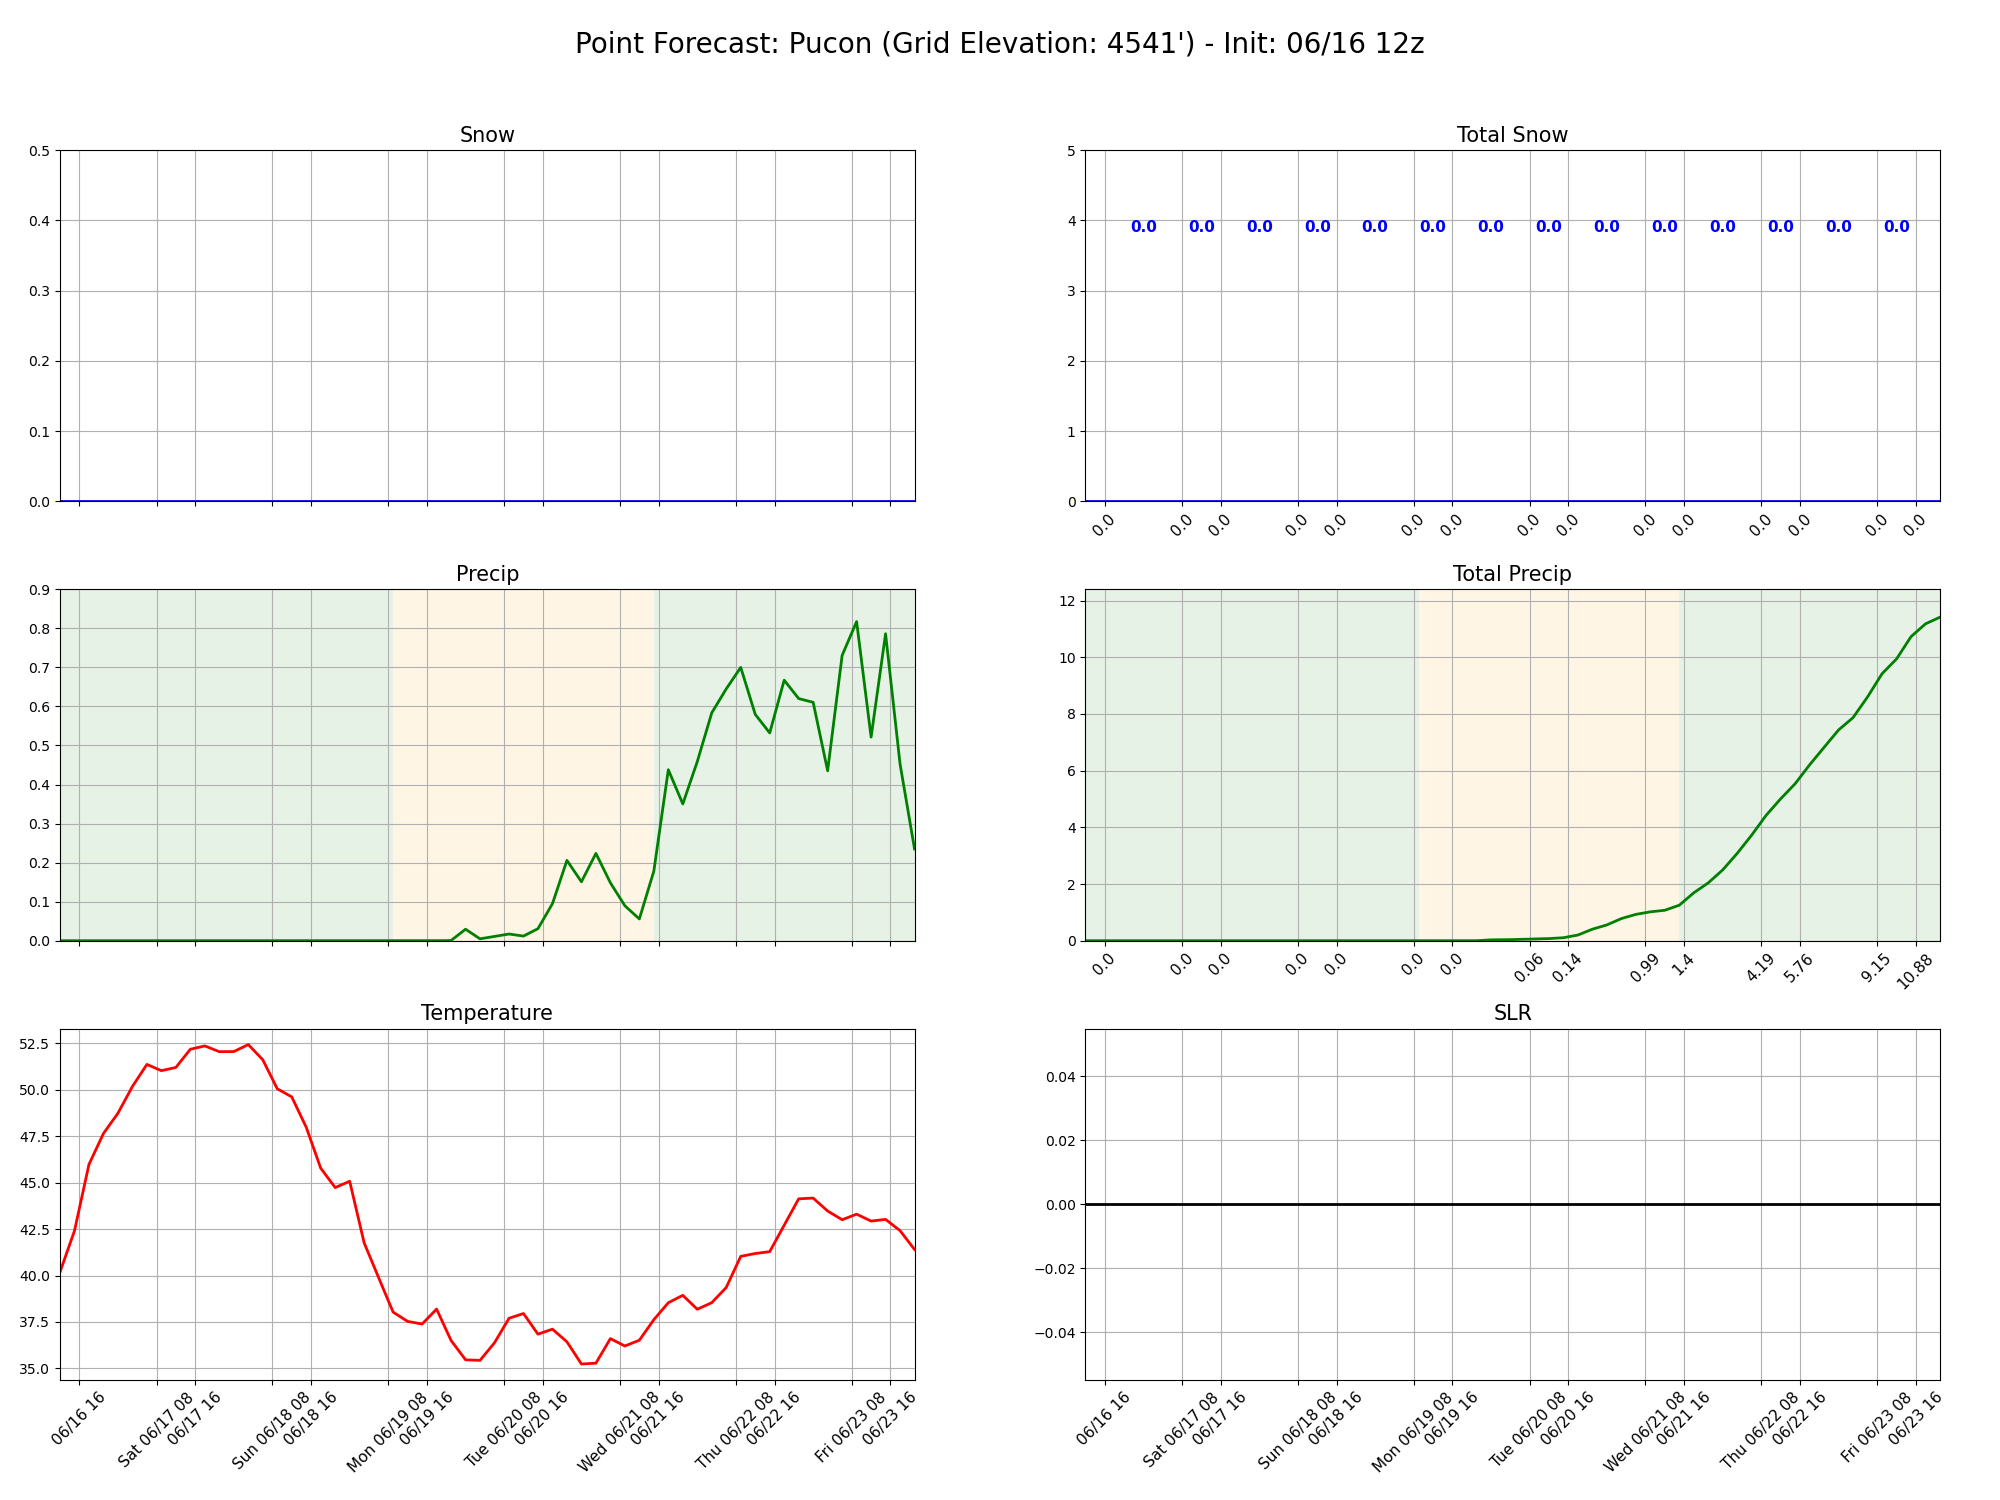 Point Forecast: Pucon (Grid Elevation: 4541') - Init: 06/16 12z
Snow
0.5
0.4
0.3
0.2
0.1
0.0
Total Snow
5
4
3
2
1
0
0.0 0.0 0.0 0.0 0.0 0.0 0.0 0.0 0.0 0.0 0.0 0.0 0.0 0.0
0.0 0.0 0.0 0.0 0.0 0.0 0.0 0.0 0.0 0.0 0.0 0.0 0.0 0.0 0.0
Precip
0.9
0.8
0.7
0.6
0.5
0.4
0.3
0.2
0.1
0.0
Total Precip
12
10
8
6
4
2
0
0.0 0.0 0.0 0.0 0.0 0.0 0.0 0.06 0.14 0.99 1.4 4.19 5.76 9.15 10.88
Temperature
52.5
50.0
47.5
45.0
42.5
40.0
37.5
35.0
06/16 16
Sat 06/17 08
06/17 16
Sun 06/18 08
06/18 16
Mon 06/19 08
06/19 16
Tue 06/20 08
06/20 16
Wed 06/21 08
06/21 16
Thu 06/22 08
06/22 16
Fri 06/23 08
06/23 16
SLR
0.04
0.02
0.00
−0.02
−0.04
06/16 16
Sat 06/17 08
06/17 16
Sun 06/18 08
06/18 16
Mon 06/19 08
06/19 16
Tue 06/20 08
06/20 16
Wed 06/21 08
06/21 16
Thu 06/22 08
06/22 16
Fri 06/23 08
06/23 16